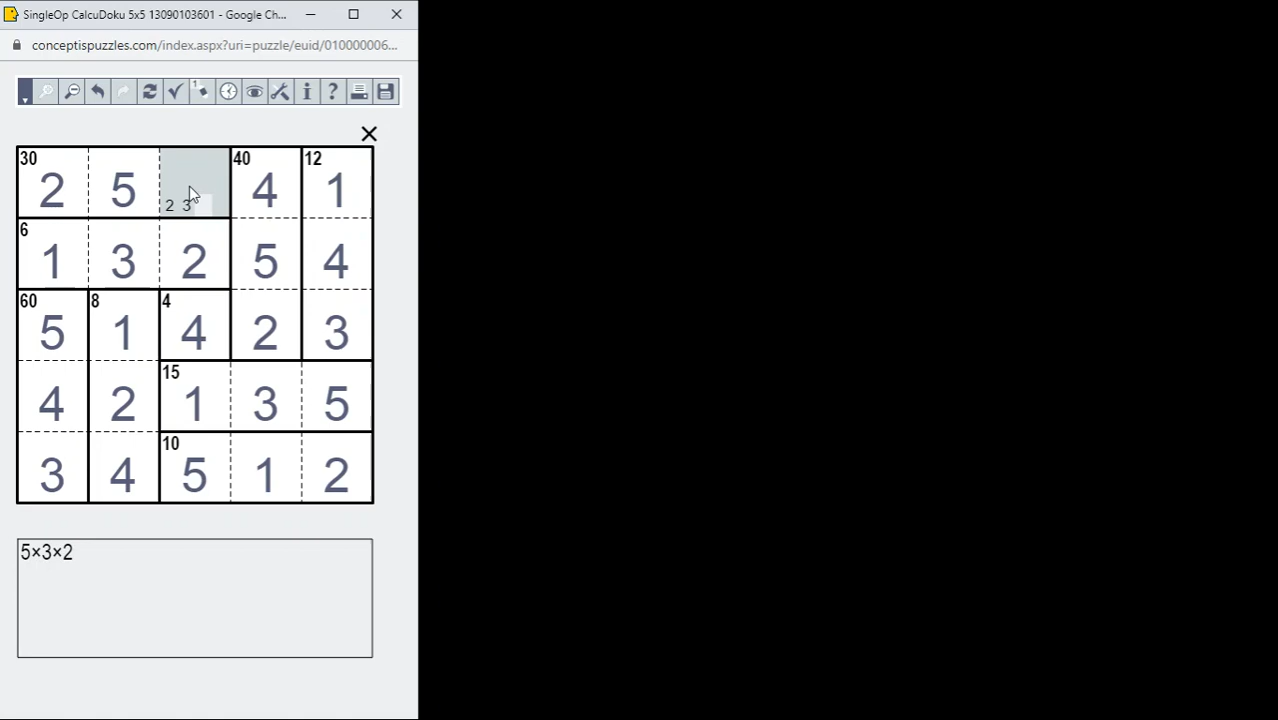 SingleOp CalcuDoku 5x5 13090103601 - Google Ch...
conceptispuzzles.com/index.aspx?uri=puzzle/euid/010000006...
1
i ?
×
30 40 12
2 5 4 1
2 3
6
1 3 2 5 4
60 8 4
5 1 4 2 3
15
4 2 1 3 5
10
3 4 5 1 2
5×3×2